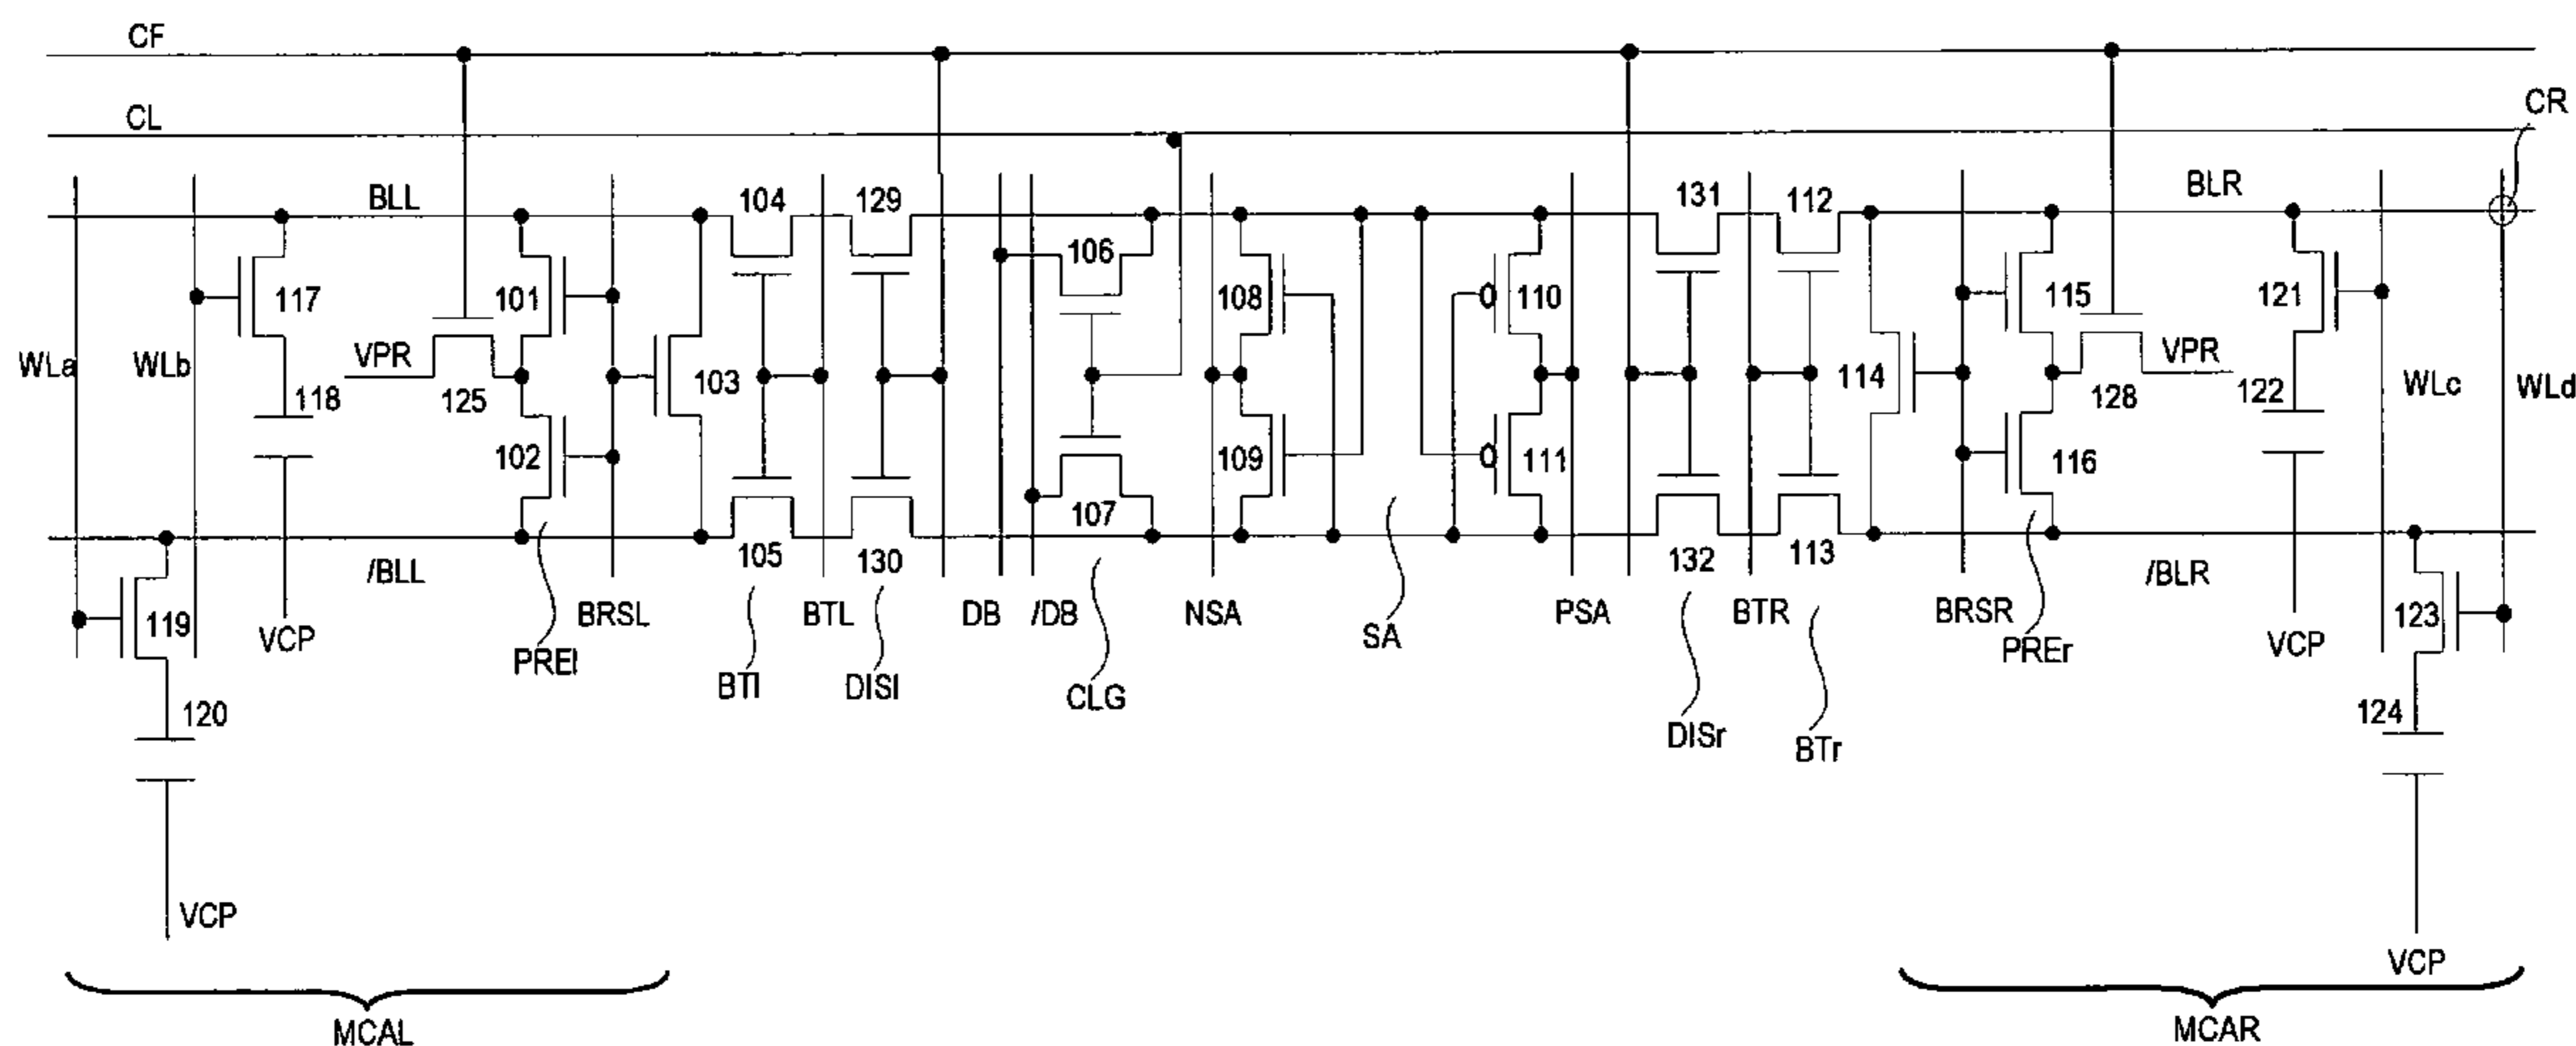 CF
CL CR
BLL 104 129 131 112 BLR
106
117 101 108 110 115 121
WLa WLb VPR 103 114 VPR WLc WLd
118 125 128 122
102 109 111 116
107
/BLL 105 130 132 113 /BLR
119 VCP BRSL BTL DB /DB NSA SA PSA BTR BRSR VCP 123
PREl BTl DISl CLG PREr
120 DISr BTr 124
VCP VCP
MCAL MCAR